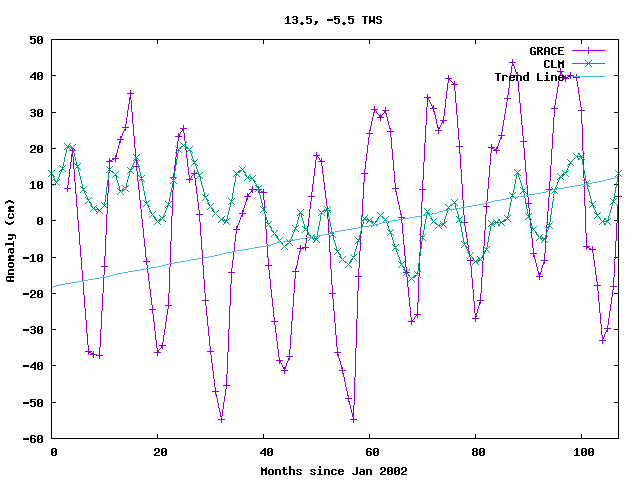 13.5, -5.5 TWS
GRACE
CLM
Trend Line
50
40
30
20
10
0
-10
-20
-30
-40
-50
-60
Anomaly (cm)
0 20 40 60 80 100
Months since Jan 2002